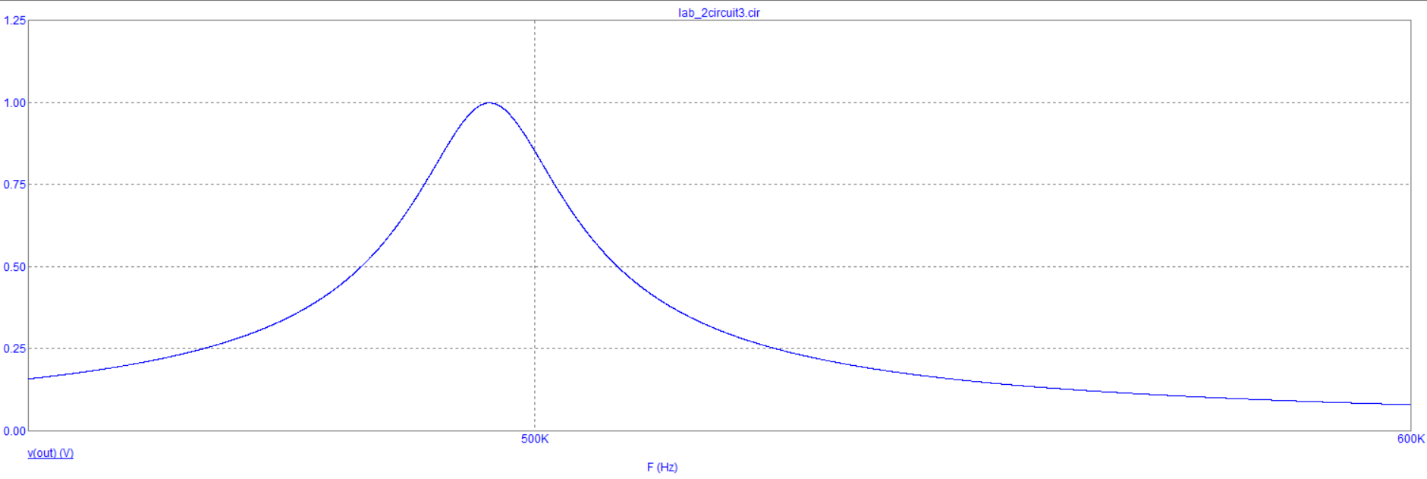 lab_2circuit3.cir
1.25
1.00
0.75
0.50
0.25
0.00
500K
600K
v(out) (V)
F (Hz)